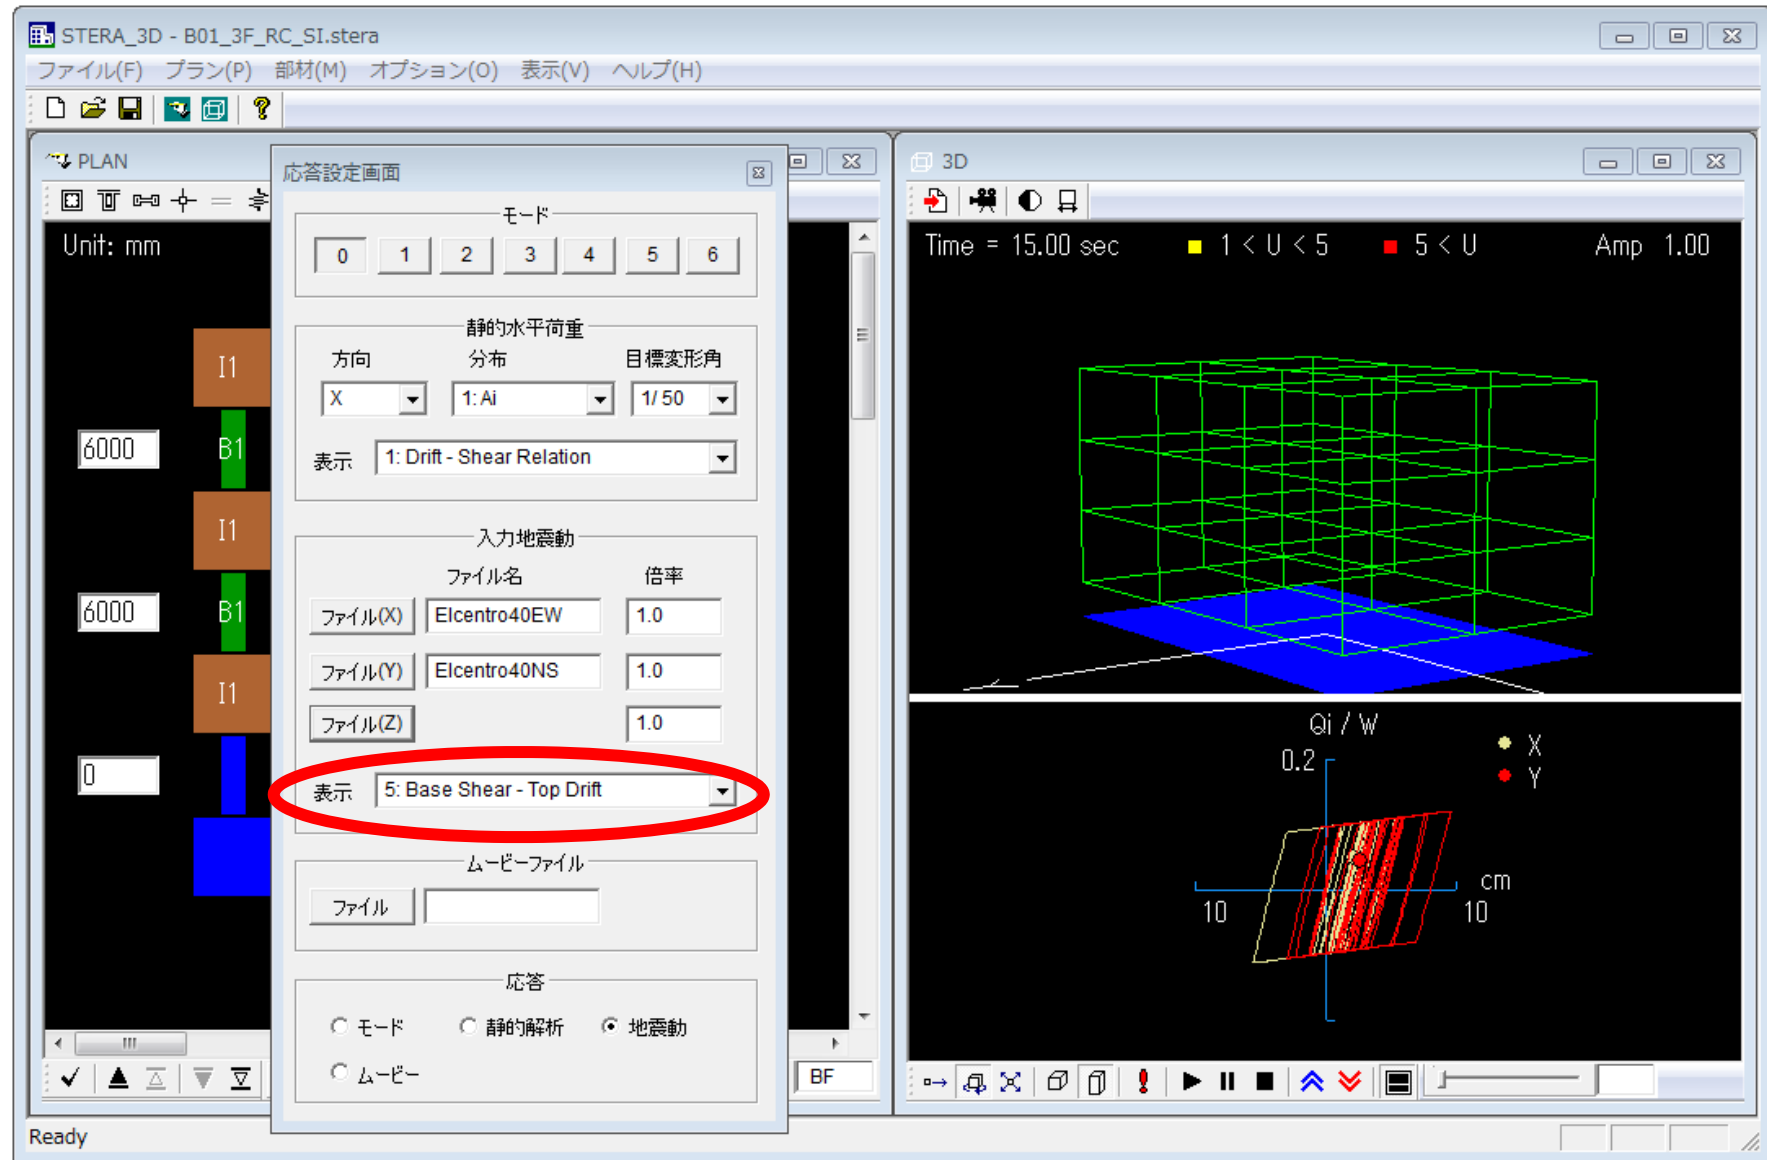 STERA_3D - B01_3F_RC_SI.stera
ファイル(F) プラン(P) 部材(M) オプション(O) 表示(V) ヘルプ(H)
PLAN
Unit: mm
I1
6000 B1
I1
6000 B1
I1
0
BF
応答設定画面
モード
0 1 2 3 4 5 6
静的水平荷重
方向 分布 目標変形角
X 1: Ai 1/ 50
表示 1: Drift - Shear Relation
入力地震動
ファイル名 倍率
ファイル(X) Elcentro40EW 1.0
ファイル(Y) Elcentro40NS 1.0
ファイル(Z) 1.0
表示 5: Base Shear - Top Drift
ムービーファイル
ファイル
応答
モード 静的解析 地震動
ムービー
3D
Time = 15.00 sec 1 < U < 5 5 < U Amp 1.00
Qi / W
0.2
X
Y
cm
10 10
Ready